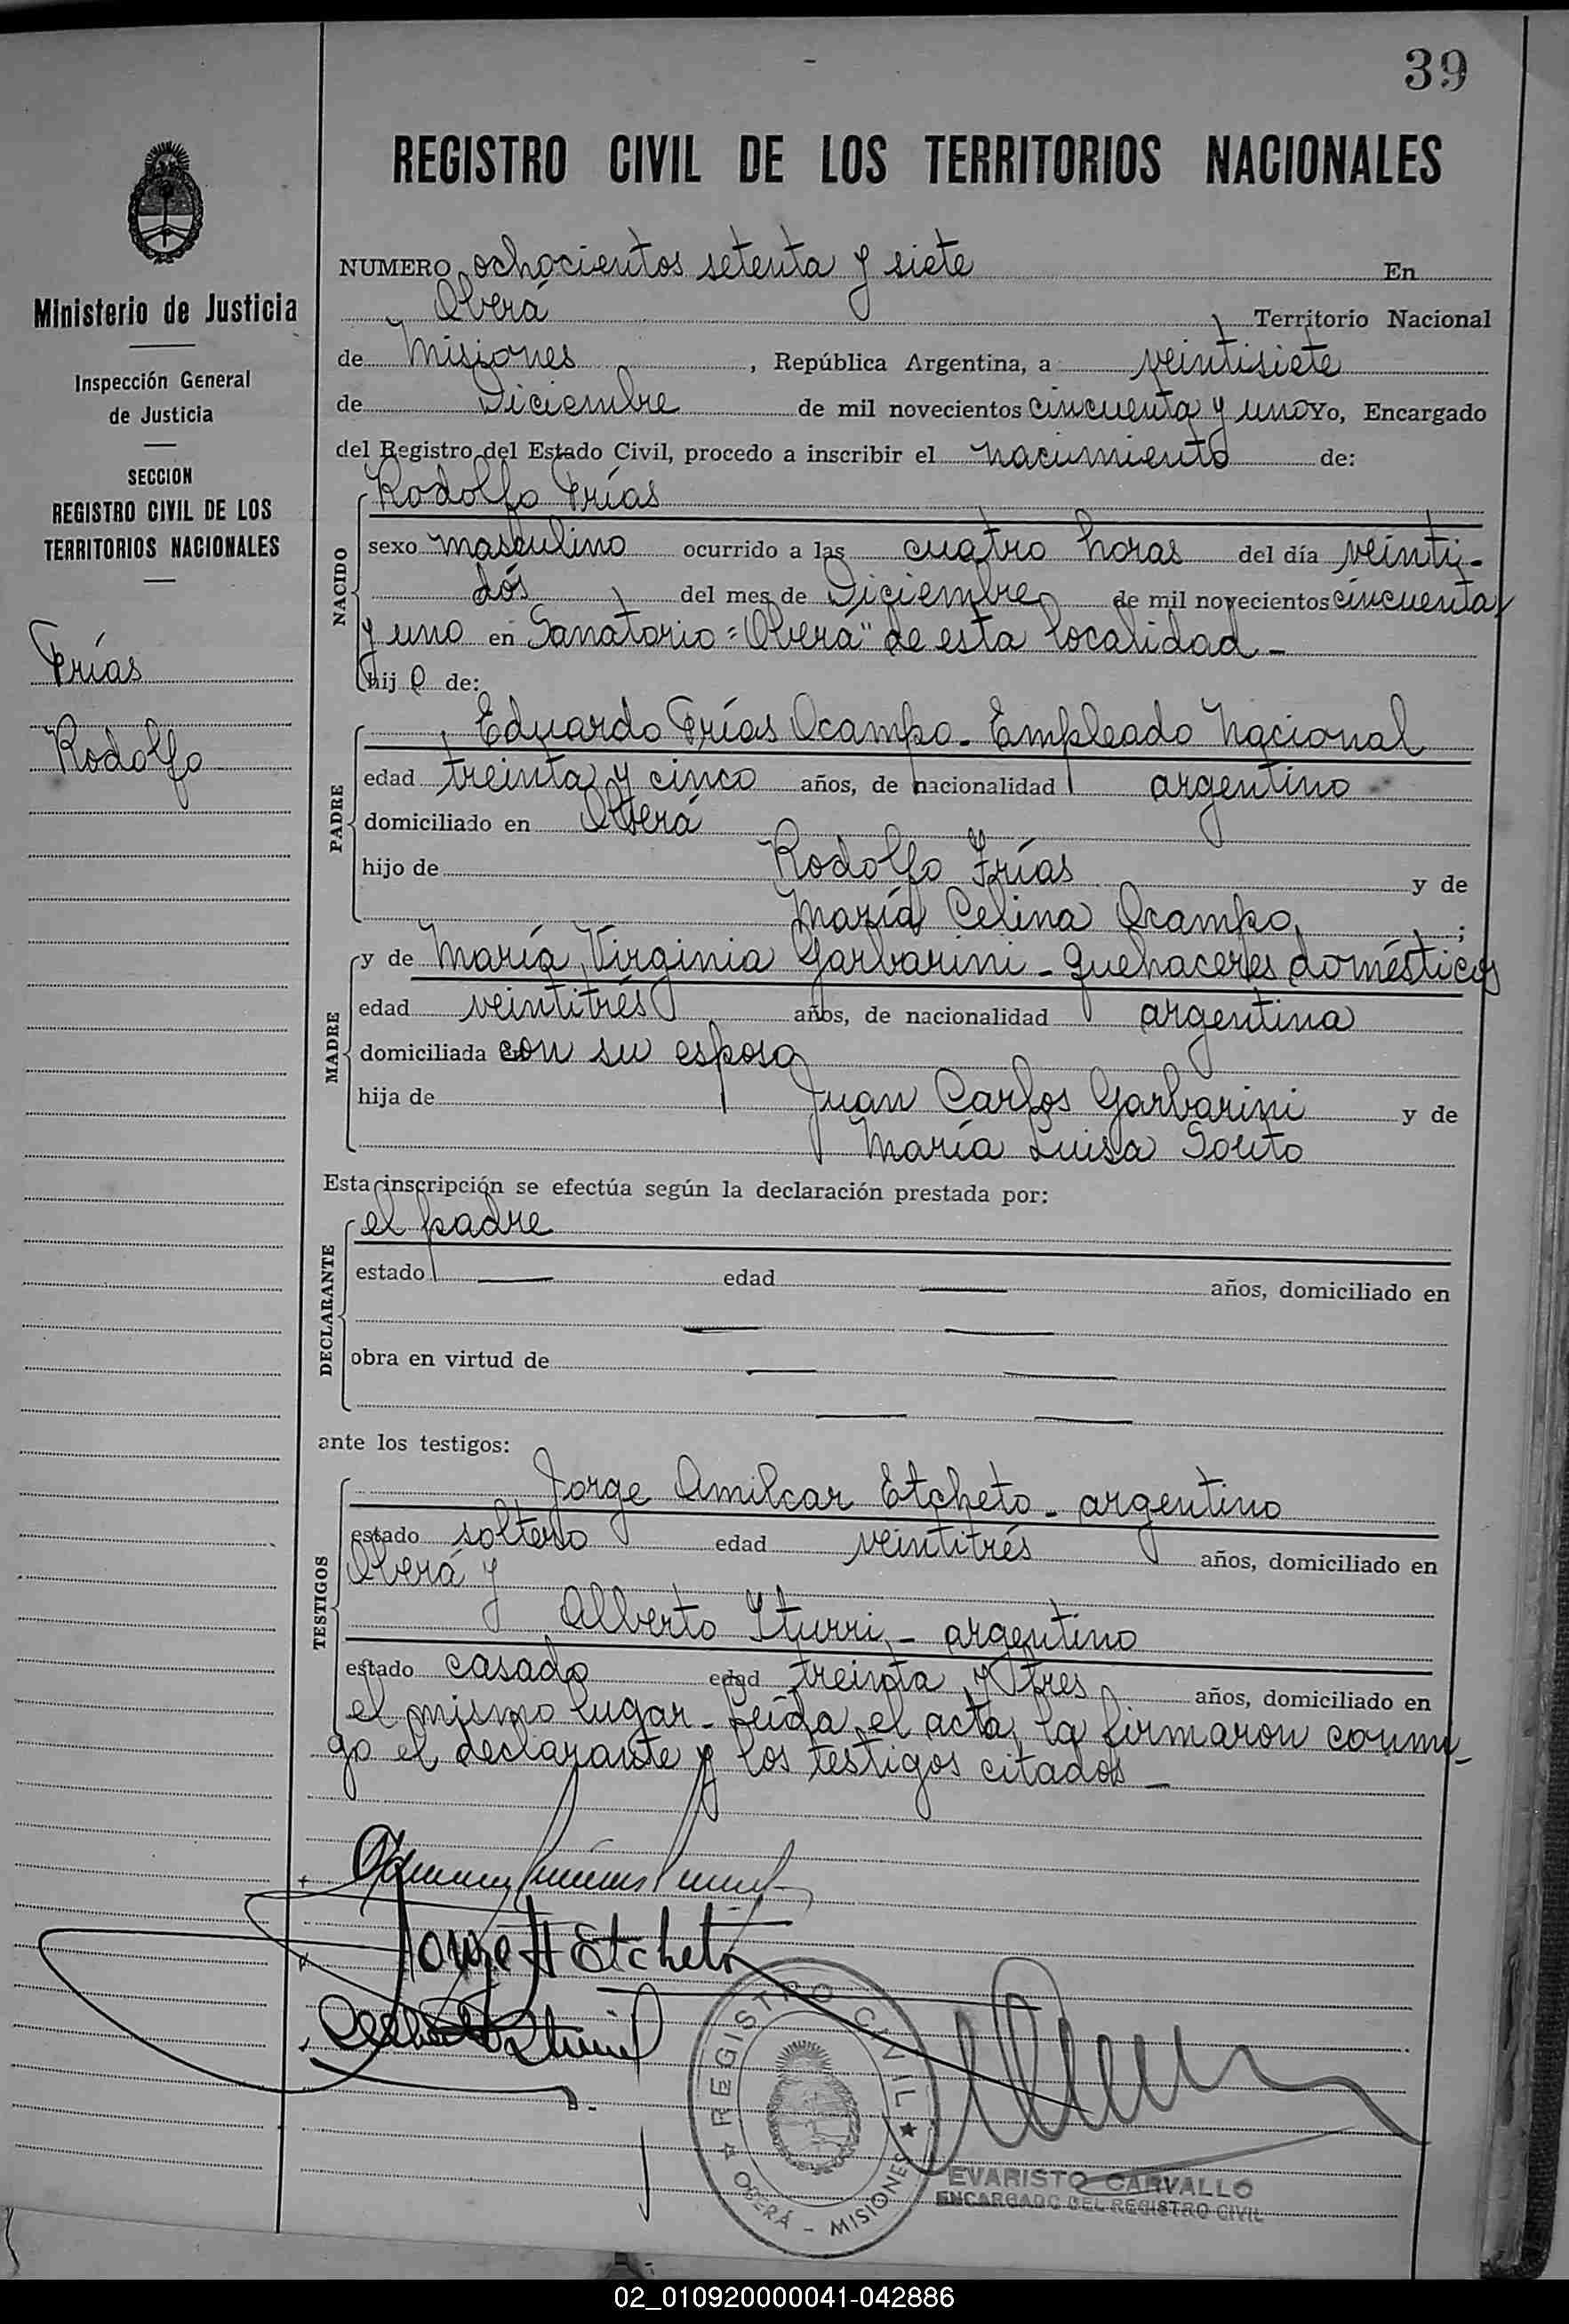 39
REGISTRO CIVIL DE LOS TERRITORIOS NACIONALES
Ministerio de Justicia
Inspección General
de Justicia
SECCION
REGISTRO CIVIL DE LOS
TERRITORIOS NACIONALES
Frías
Rodolfo
NUMERO ochocientos setenta y siete En
Oberá Territorio Nacional
de Misiones, República Argentina, a veintisiete
de Diciembre de mil novecientos cincuenta y uno Yo, Encargado
del Registro del Estado Civil, procedo a inscribir el nacimiento de:
NACIDO
Rodolfo Frías
sexo masculino ocurrido a las cuatro horas del día veinti-
dós del mes de Diciembre de mil novecientos cincuenta
y uno en Sanatorio "Oberá" de esta localidad -
hijo de:
PADRE
Eduardo Frías Ocampo - Empleado Nacional
edad treinta y cinco años, de nacionalidad argentino
domiciliado en Oberá
hijo de Rodolfo Frías y de
María Celina Ocampo ;
MADRE
y de María Virginia Garbarini - quehaceres domésticos
edad veintitrés años, de nacionalidad argentina
domiciliada con su esposo
hija de Juan Carlos Garbarini y de
María Luisa Souto
Esta inscripción se efectúa según la declaración prestada por:
DECLARANTE
el padre
estado — edad — años, domiciliado en
— —
obra en virtud de — —
— —
ante los testigos:
TESTIGOS
Jorge Amilcar Etcheto - argentino
estado soltero edad veintitrés años, domiciliado en
Oberá y
Alberto Iturri - argentino
estado casado edad treinta y tres años, domiciliado en
el mismo lugar - Leída el acta, la firmaron conmi-
go el declarante y los testigos citados -
Jorge A Etcheto
REGISTRO CIVIL
OBERÁ - MISIONES
EVARISTO CARVALLO
ENCARGADO DEL REGISTRO CIVIL
02_010920000041-042886